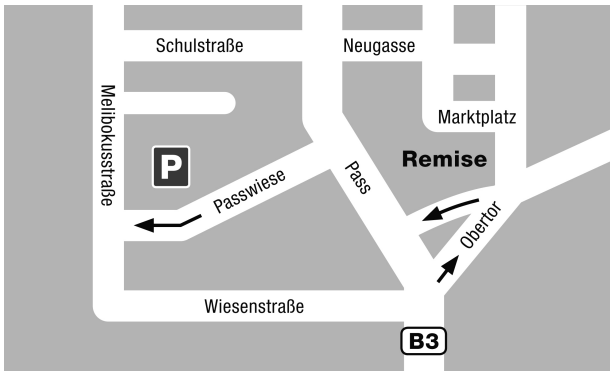 Schulstraße
Neugasse
Melibokusstraße
Marktplatz
P
Remise
Pass
Passwiese
Obertor
Wiesenstraße
B3